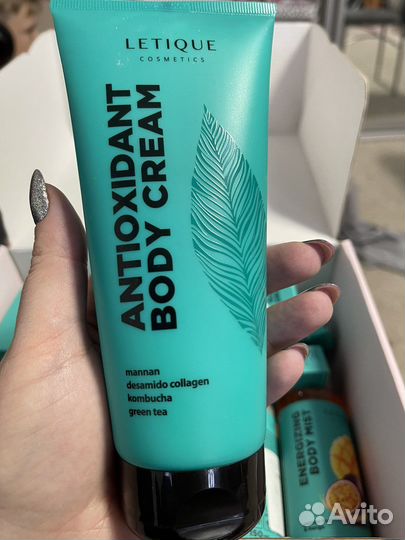 LETIQUE
COSMETICS
ANTIOXIDANT
BODY CREAM
mannan
desamido collagen
kombucha
green tea
ENERGIZING
BODY MIST
Avito